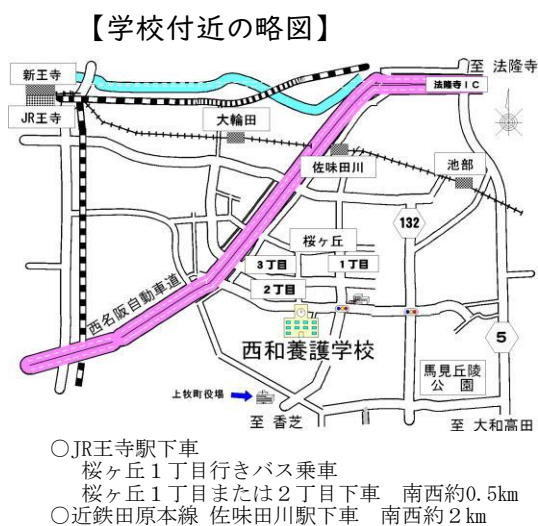 【学校付近の略図】
至 法隆寺
新王寺
法隆寺IC
JR王寺
大輪田
佐味田川
池部
132
桜ヶ丘
3丁目
1丁目
2丁目
西名阪自動車道
西和養護学校
5
馬見丘陵
公園
上牧町役場
至 香芝
至 大和高田
○JR王寺駅下車
桜ヶ丘1丁目行きバス乗車
桜ヶ丘1丁目または2丁目下車 南西約0.5km
○近鉄田原本線 佐味田川駅下車 南西約2km